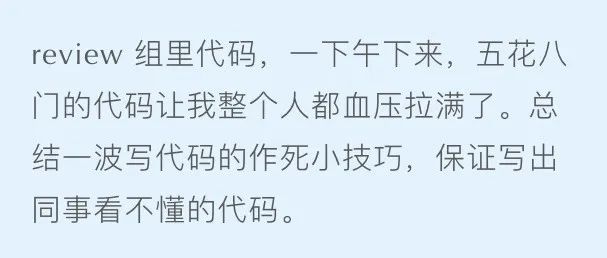 review 组里代码，一下午下来，五花八
门的代码让我整个人都血压拉满了。总
结一波写代码的作死小技巧，保证写出
同事看不懂的代码。